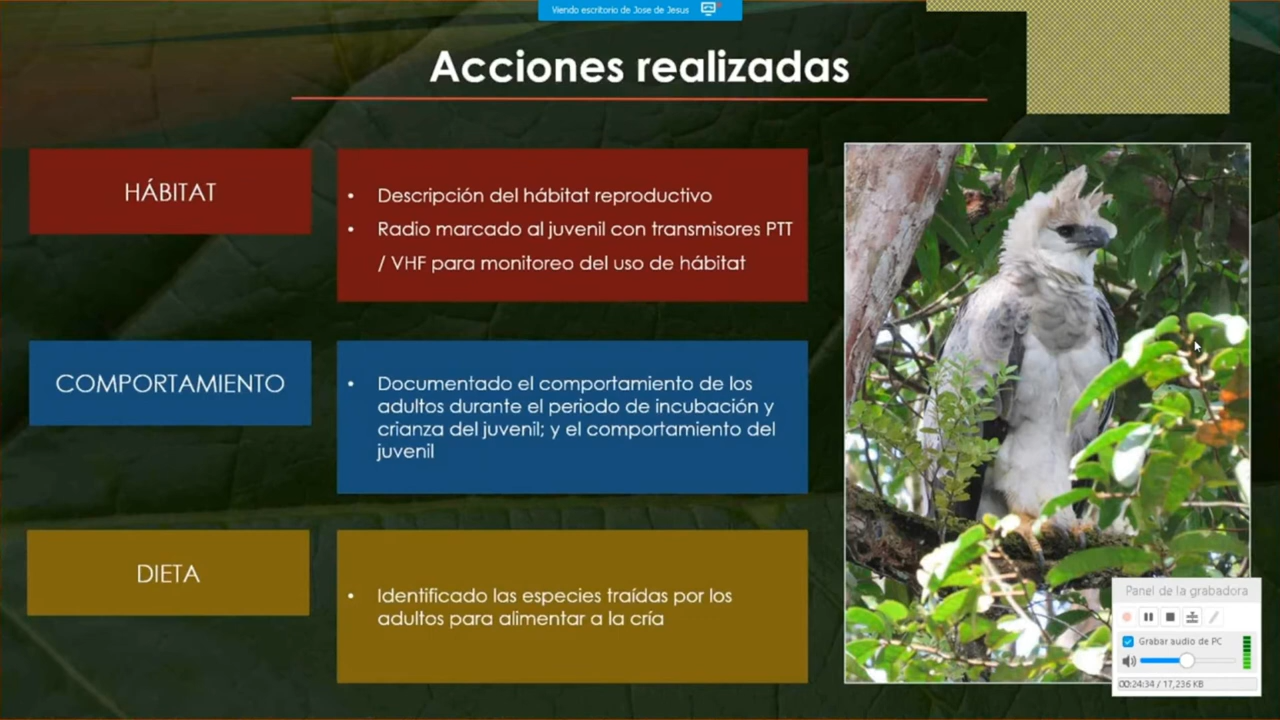 Viendo escritorio de Jose de Jesus
Acciones realizadas
HÁBITAT
• Descripción del hábitat reproductivo
• Radio marcado al juvenil con transmisores PTT
/ VHF para monitoreo del uso de hábitat
COMPORTAMIENTO
• Documentado el comportamiento de los
adultos durante el periodo de incubación y
crianza del juvenil; y el comportamiento del
juvenil
DIETA
• Identificado las especies traídas por los
adultos para alimentar a la cría
Panel de la grabadora
Grabar audio de PC
00:24:34 / 17,236 KB